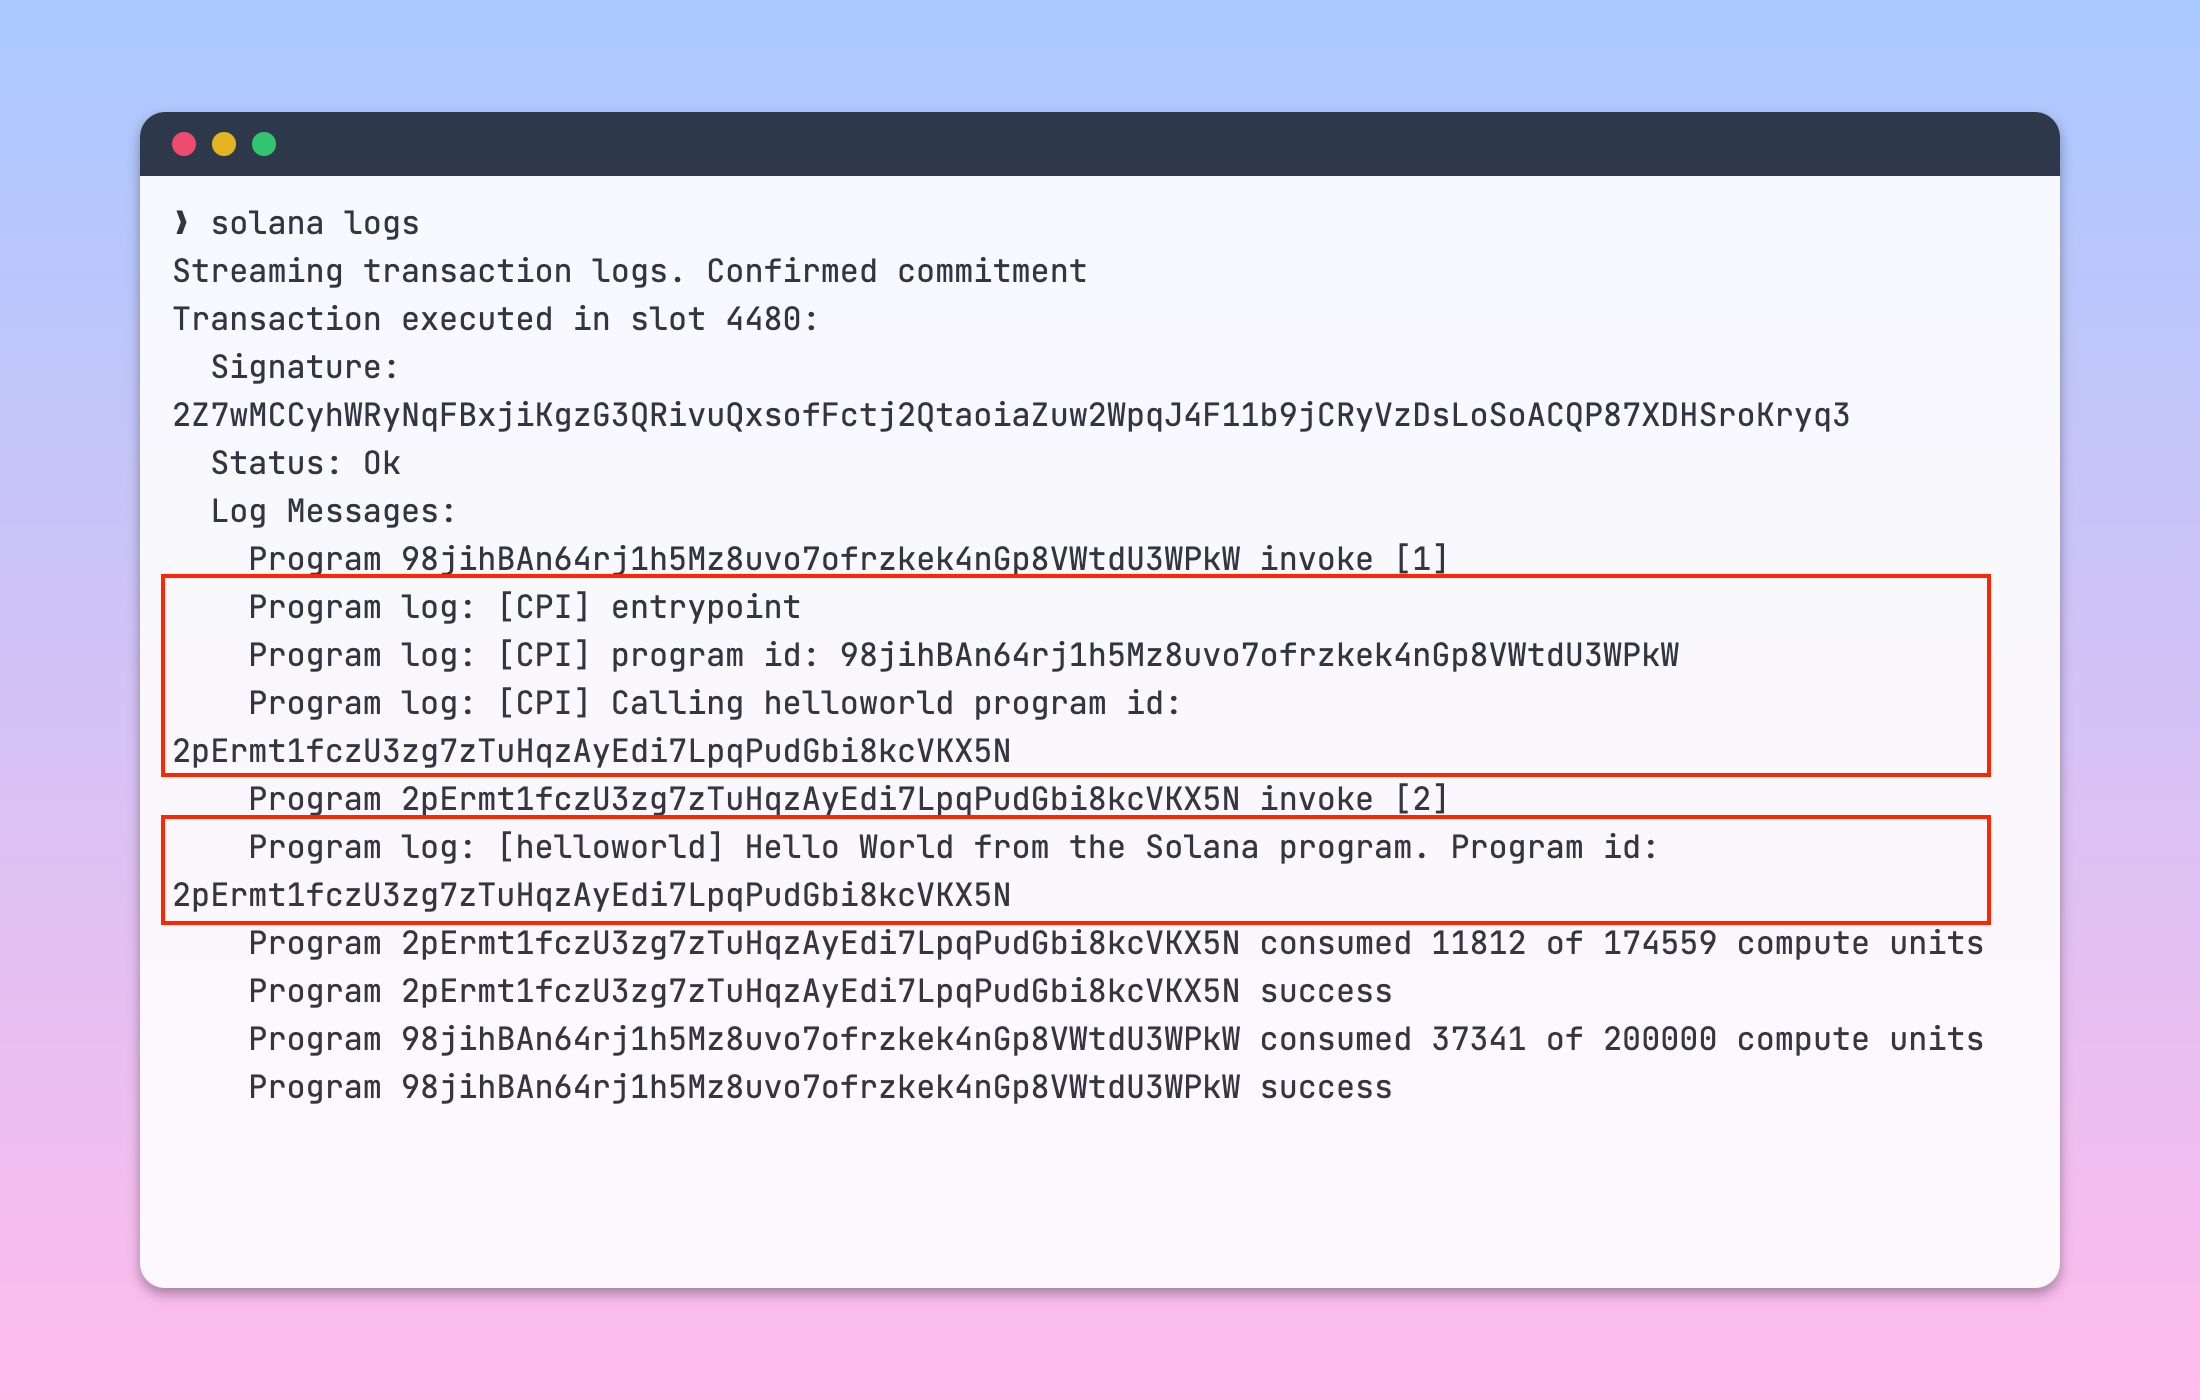 ❱ solana logs
Streaming transaction logs. Confirmed commitment
Transaction executed in slot 4480:
Signature:
2Z7wMCCyhWRyNqFBxjiKgzG3QRivuQxsofFctj2QtaoiaZuw2WpqJ4F11b9jCRyVzDsLoSoACQP87XDHSroKryq3
Status: Ok
Log Messages:
Program 98jihBAn64rj1h5Mz8uvo7ofrzkek4nGp8VWtdU3WPkW invoke [1]
Program log: [CPI] entrypoint
Program log: [CPI] program id: 98jihBAn64rj1h5Mz8uvo7ofrzkek4nGp8VWtdU3WPkW
Program log: [CPI] Calling helloworld program id:
2pErmt1fczU3zg7zTuHqzAyEdi7LpqPudGbi8kcVKX5N
Program 2pErmt1fczU3zg7zTuHqzAyEdi7LpqPudGbi8kcVKX5N invoke [2]
Program log: [helloworld] Hello World from the Solana program. Program id:
2pErmt1fczU3zg7zTuHqzAyEdi7LpqPudGbi8kcVKX5N
Program 2pErmt1fczU3zg7zTuHqzAyEdi7LpqPudGbi8kcVKX5N consumed 11812 of 174559 compute units
Program 2pErmt1fczU3zg7zTuHqzAyEdi7LpqPudGbi8kcVKX5N success
Program 98jihBAn64rj1h5Mz8uvo7ofrzkek4nGp8VWtdU3WPkW consumed 37341 of 200000 compute units
Program 98jihBAn64rj1h5Mz8uvo7ofrzkek4nGp8VWtdU3WPkW success